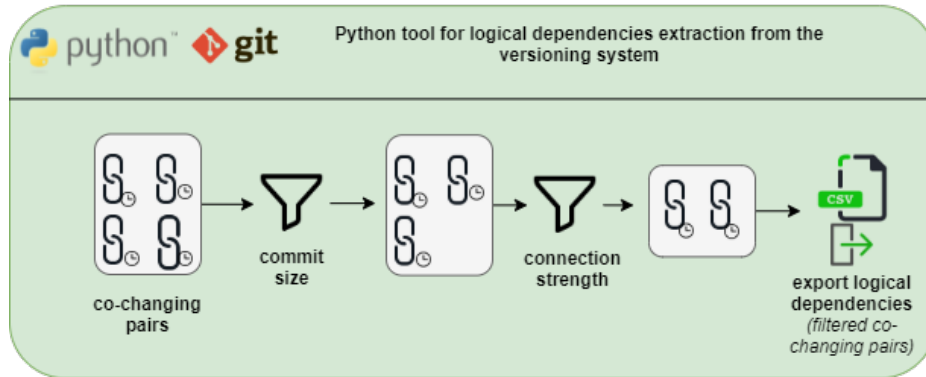 python™
git
Python tool for logical dependencies extraction from the
versioning system
co-changing
pairs
commit
size
connection
strength
CSV
export logical
dependencies
(filtered co-
changing pairs)